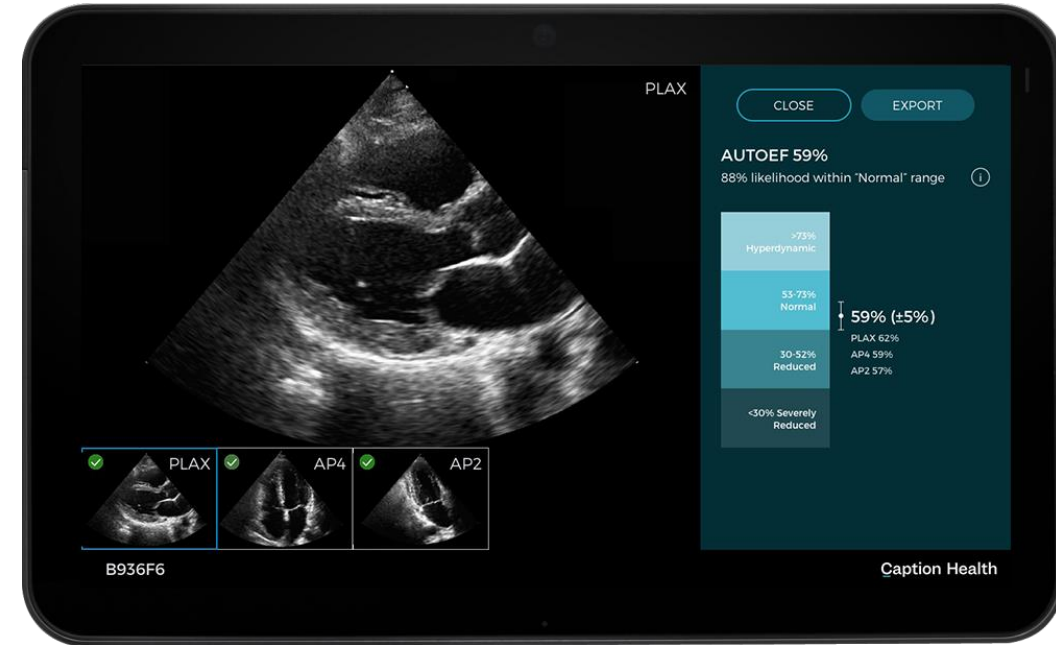 PLAX
CLOSE
EXPORT
AUTOEF 59%
88% likelihood within "Normal" range
i
>73%
Hyperdynamic
53-73%
Normal
30-52%
Reduced
<30% Severely
Reduced
59% (±5%)
PLAX 62%
AP4 59%
AP2 57%
PLAX
AP4
AP2
B936F6
Caption Health